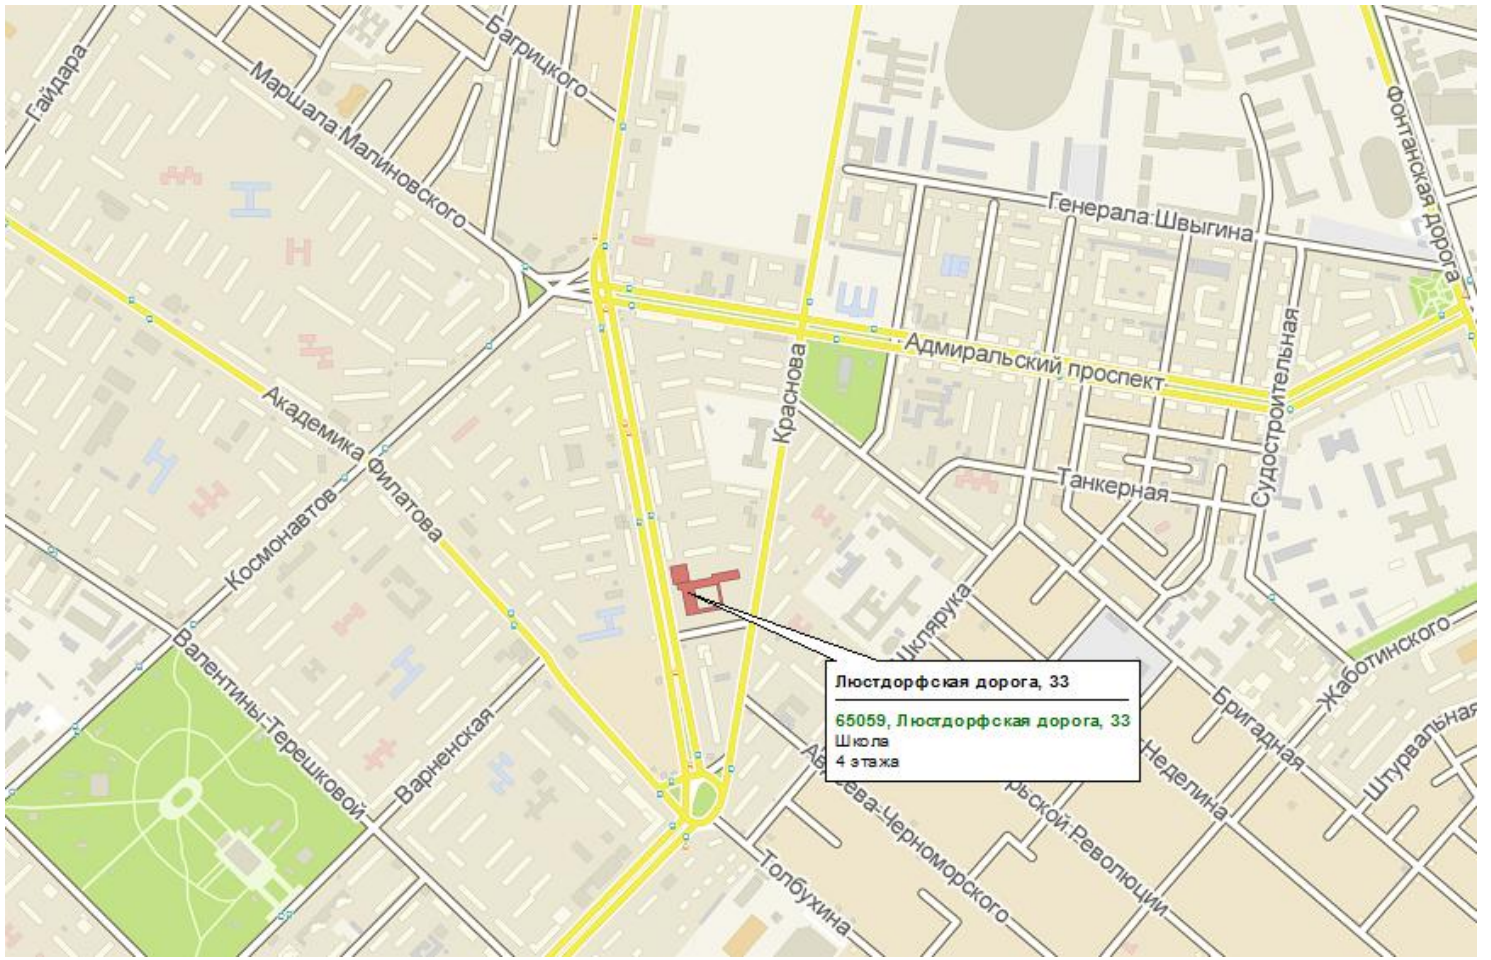 Гайдара
Маршала Малиновского
Багрицкого
Фонтанская дорога
Генерала Швыгина
Адмиральский проспект
Краснова
Судостроительная
Академика Филатова
Космонавтов
Танкерная
Шклярука
Валентины Терешковой
Варненская
Жаботинского
Бригадная
Штурвальная
Люстдорфская дорога, 33
65059, Люстдорфская дорога, 33
Школа
4 этажа
Неделина
рьской Революции
ева-Черноморского
Толбухина